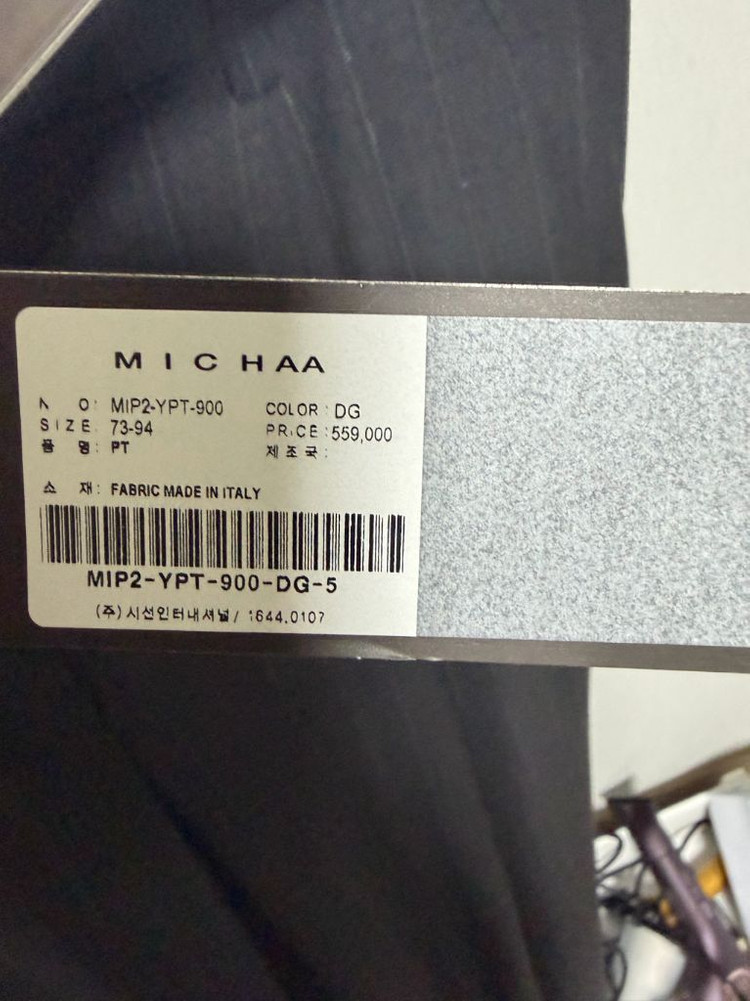 MICHAA
NO: MIP2-YPT-900 COLOR : DG
SIZE: 73-94 PRICE : 559,000
품 명: PT 제조국:
소 재: FABRIC MADE IN ITALY
MIP2-YPT-900-DG-5
(주)시선인터내셔널/ 1644.0107